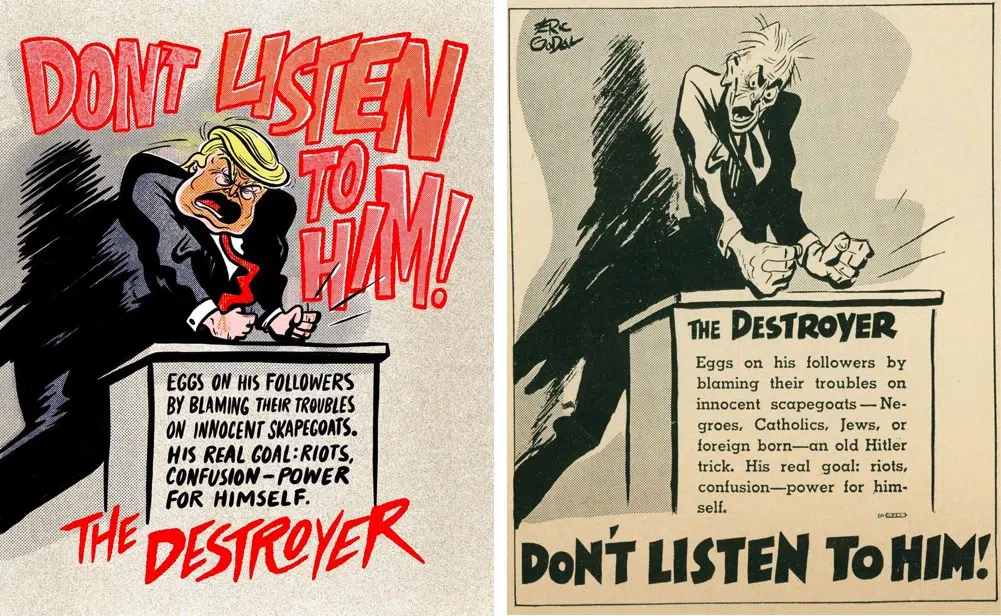 DON'T LISTEN
TO
HIM!
EGGS ON HIS FOLLOWERS
BY BLAMING THEIR TROUBLES
ON INNOCENT SKAPEGOATS.
HIS REAL GOAL: RIOTS,
CONFUSION – POWER
FOR HIMSELF.
THE DESTROYER
ERIC
GODAL
THE DESTROYER
Eggs on his followers by
blaming their troubles on
innocent scapegoats — Ne-
groes, Catholics, Jews, or
foreign born—an old Hitler
trick. His real goal: riots,
confusion—power for him-
self.
DON'T LISTEN TO HIM!